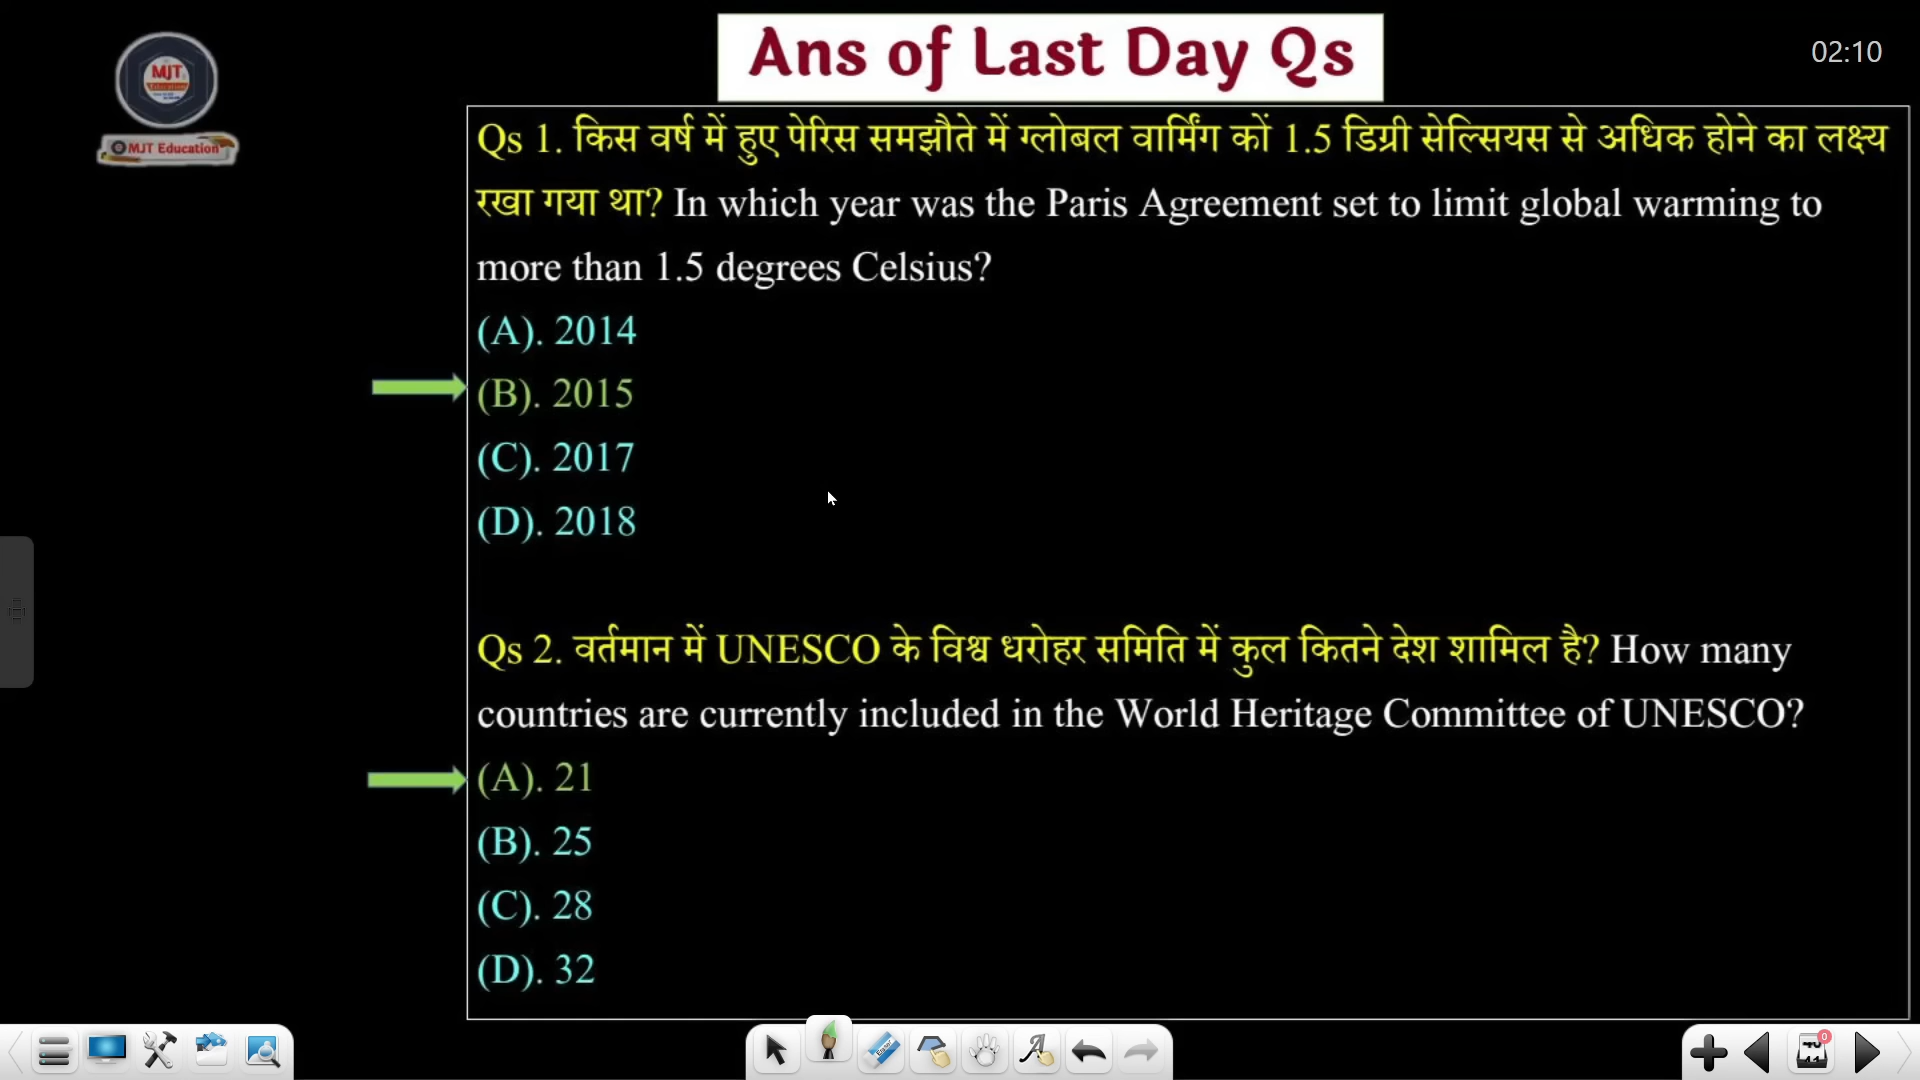 Ans of Last Day Qs
02:10
MJT
MJT Education
Qs 1. किस वर्ष में हुए पेरिस समझौते में ग्लोबल वार्मिंग कों 1.5 डिग्री सेल्सियस से अधिक होने का लक्ष्य
रखा गया था? In which year was the Paris Agreement set to limit global warming to
more than 1.5 degrees Celsius?
(A). 2014
(B). 2015
(C). 2017
(D). 2018
Qs 2. वर्तमान में UNESCO के विश्व धरोहर समिति में कुल कितने देश शामिल है? How many
countries are currently included in the World Heritage Committee of UNESCO?
(A). 21
(B). 25
(C). 28
(D). 32